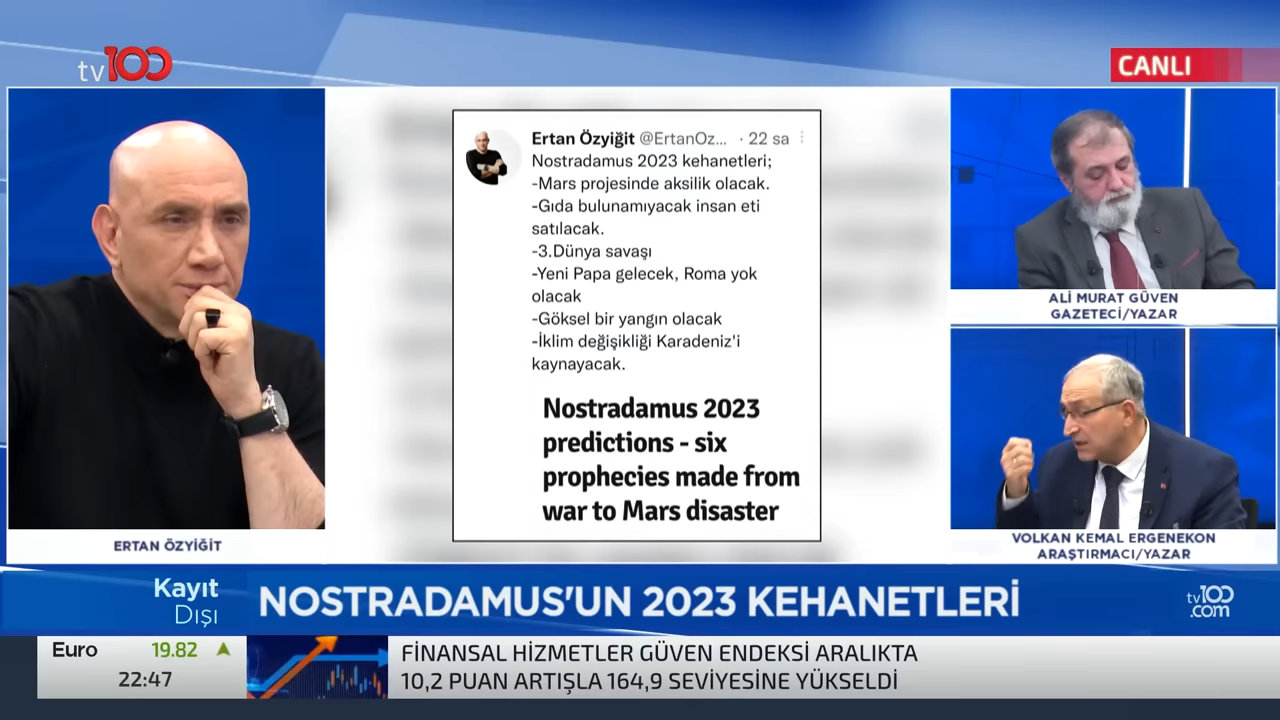 tv100
CANLI
Ertan Özyiğit @ErtanOz... · 22 sa
Nostradamus 2023 kehanetleri;
-Mars projesinde aksilik olacak.
-Gıda bulunamıyacak insan eti
satılacak.
-3.Dünya savaşı
-Yeni Papa gelecek, Roma yok
olacak
-Göksel bir yangın olacak
-İklim değişikliği Karadeniz'i
kaynayacak.
Nostradamus 2023
predictions - six
prophecies made from
war to Mars disaster
ERTAN ÖZYİĞİT
ALİ MURAT GÜVEN
GAZETECİ/YAZAR
VOLKAN KEMAL ERGENEKON
ARAŞTIRMACI/YAZAR
Kayıt
Dışı
NOSTRADAMUS'UN 2023 KEHANETLERİ
tv100
.com
Euro 19.82
22:47
FİNANSAL HİZMETLER GÜVEN ENDEKSİ ARALIKTA
10,2 PUAN ARTIŞLA 164,9 SEVİYESİNE YÜKSELDİ